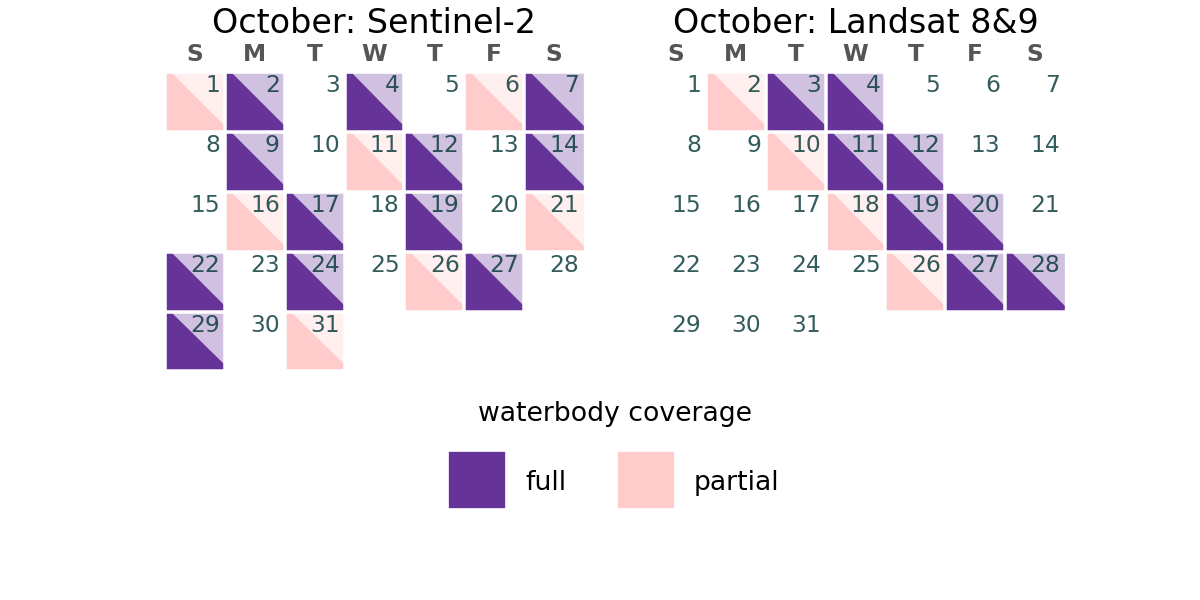 October: Sentinel-2
S M T W T F S
1 2 3 4 5 6 7
8 9 10 11 12 13 14
15 16 17 18 19 20 21
22 23 24 25 26 27 28
29 30 31
October: Landsat 8&9
S M T W T F S
1 2 3 4 5 6 7
8 9 10 11 12 13 14
15 16 17 18 19 20 21
22 23 24 25 26 27 28
29 30 31
waterbody coverage
full
partial